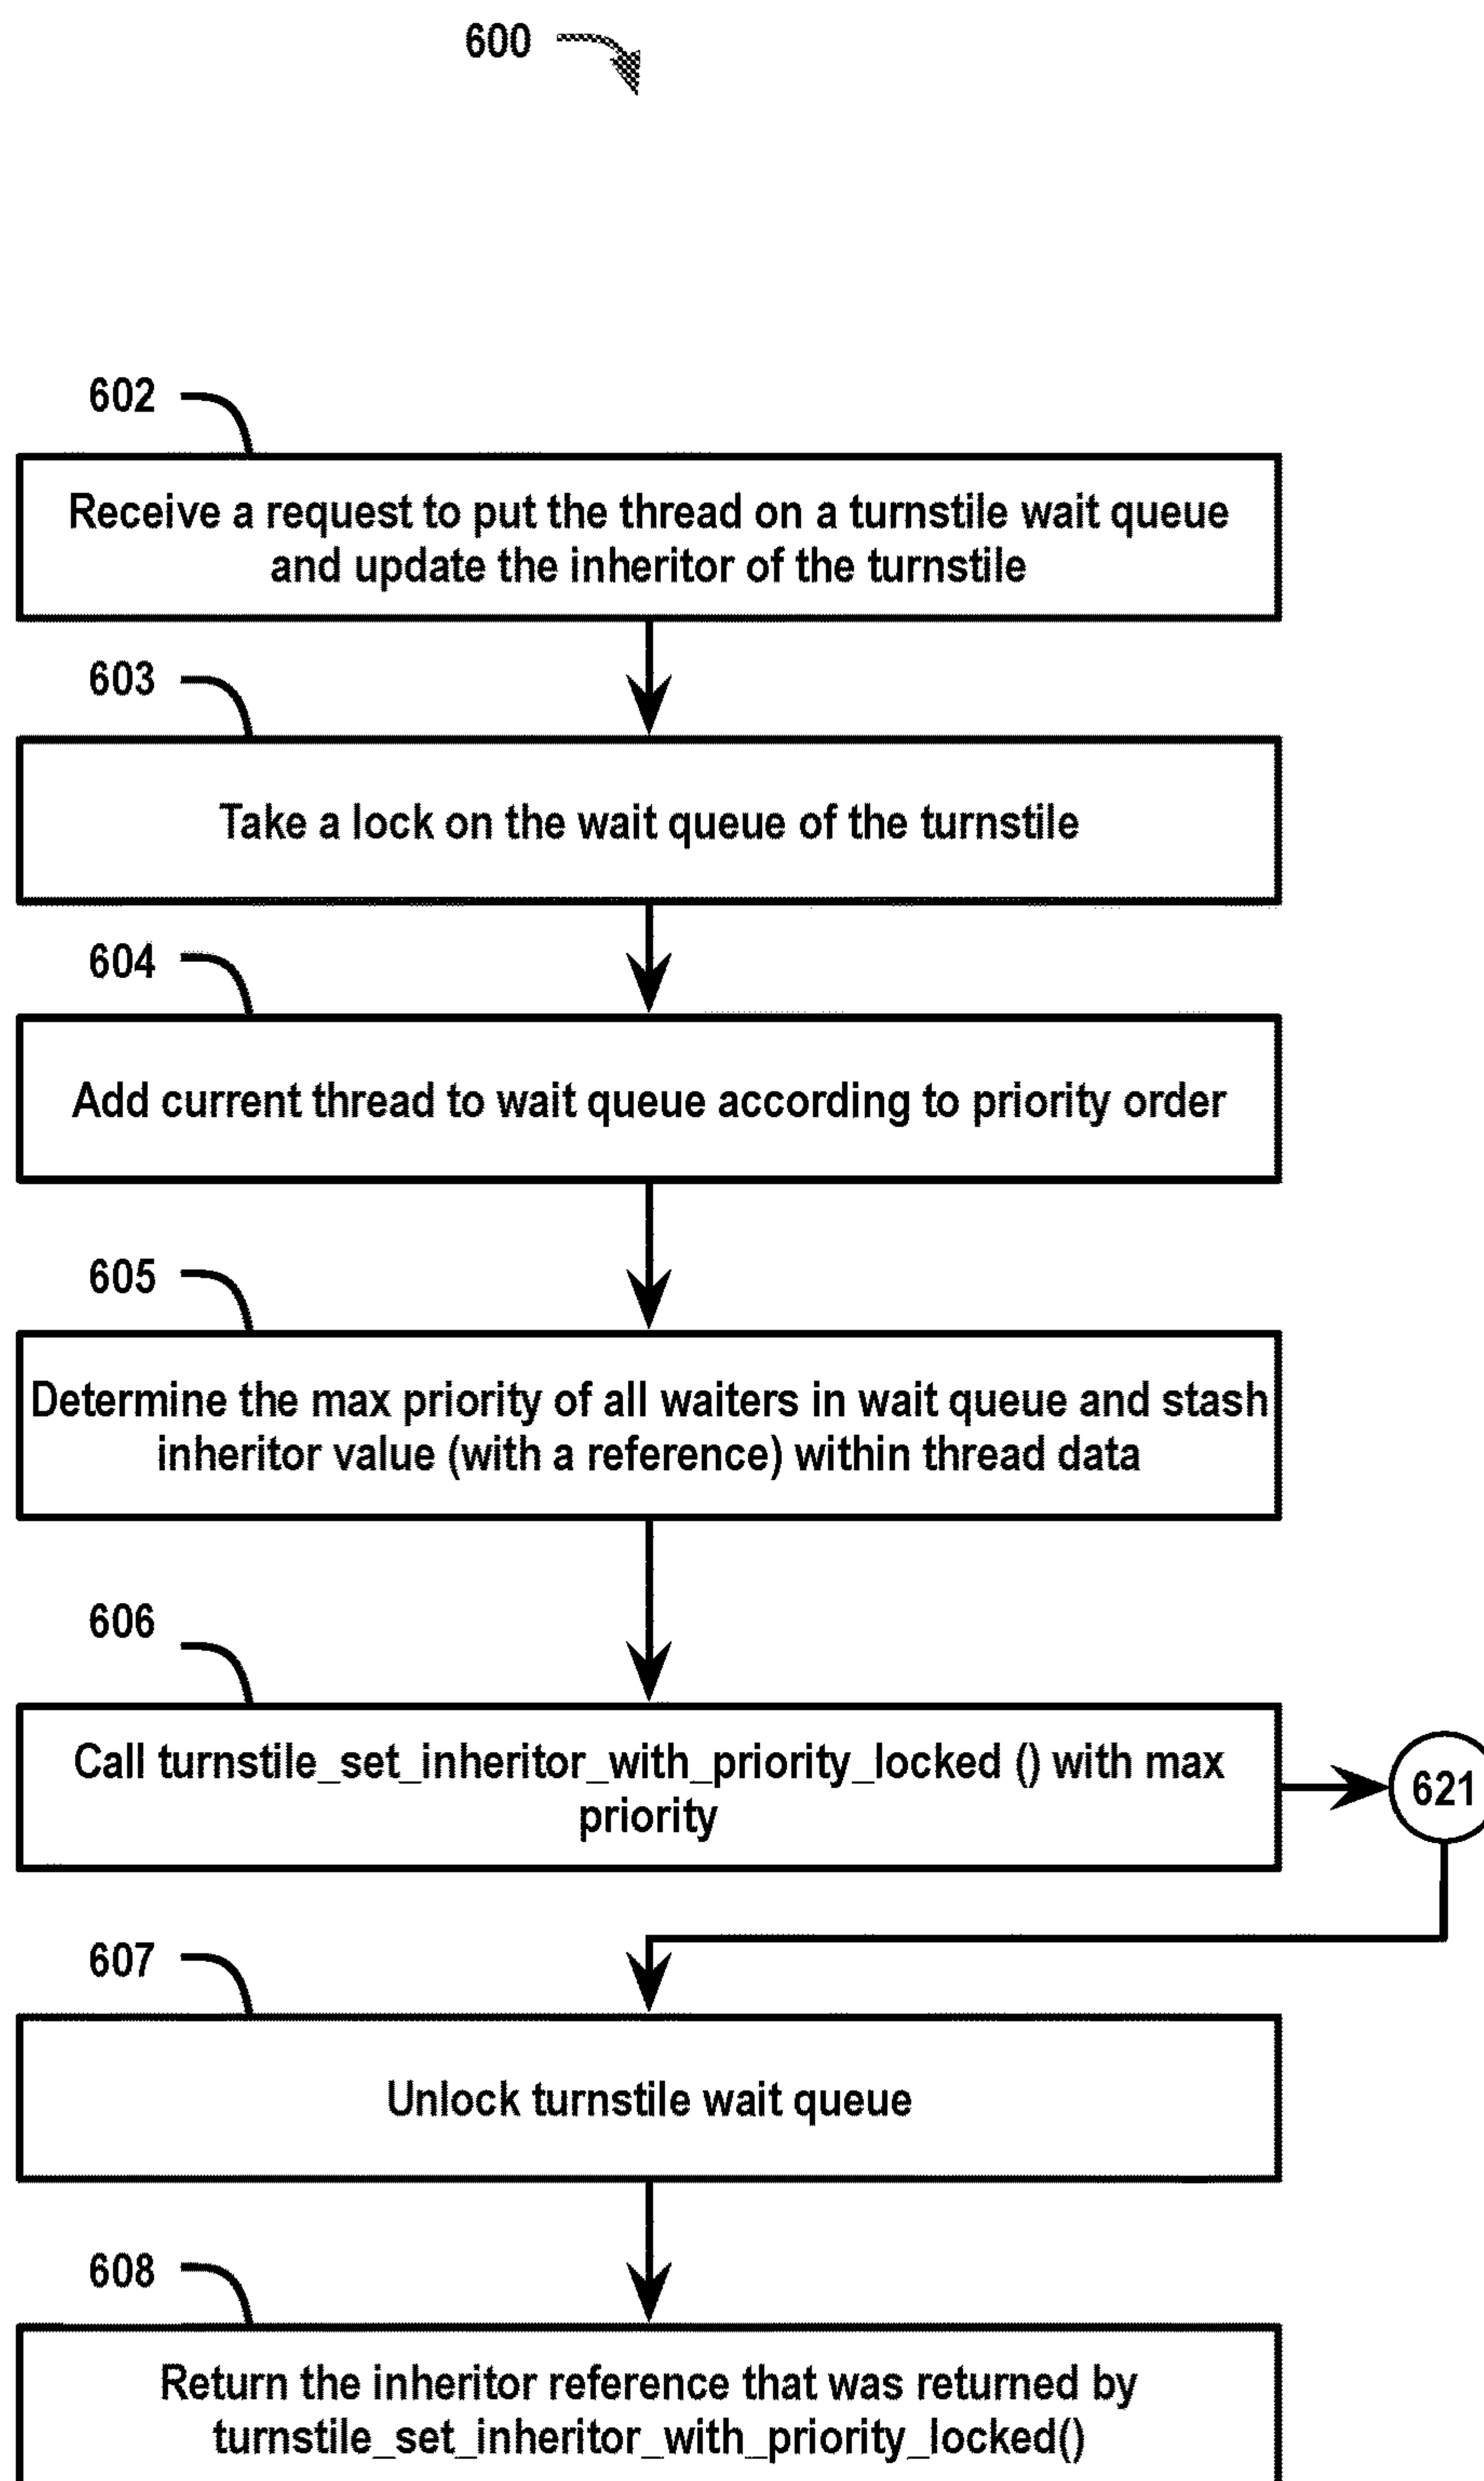 600
602
Receive a request to put the thread on a turnstile wait queue
and update the inheritor of the turnstile
603
Take a lock on the wait queue of the turnstile
604
Add current thread to wait queue according to priority order
605
Determine the max priority of all waiters in wait queue and stash
inheritor value (with a reference) within thread data
606
Call turnstile_set_inheritor_with_priority_locked () with max
priority
621
607
Unlock turnstile wait queue
608
Return the inheritor reference that was returned by
turnstile_set_inheritor_with_priority_locked()